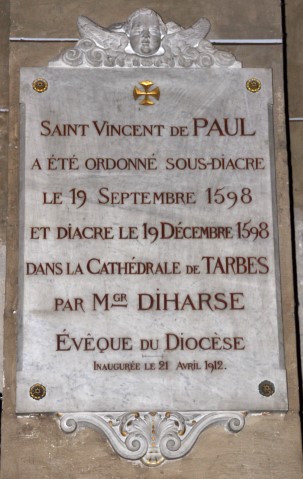 SAINT VINCENT DE PAUL
A ÉTÉ ORDONNÉ SOUS-DIACRE
LE 19 SEPTEMBRE 1598
ET DIACRE LE 19 DÉCEMBRE 1598
DANS LA CATHÉDRALE DE TARBES
PAR MGR DIHARSE
ÉVÊQUE DU DIOCÈSE
INAUGURÉE LE 21 AVRIL 1912.